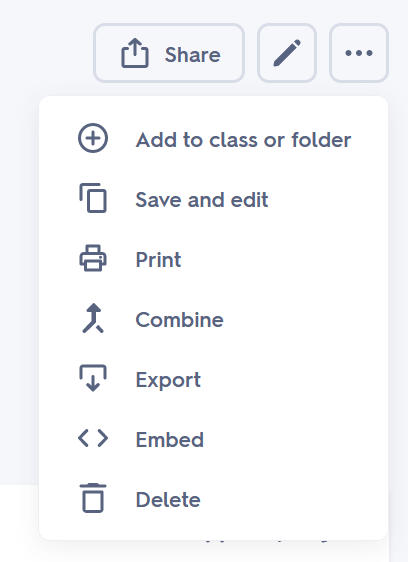 Share
Add to class or folder
Save and edit
Print
Combine
Export
Embed
Delete